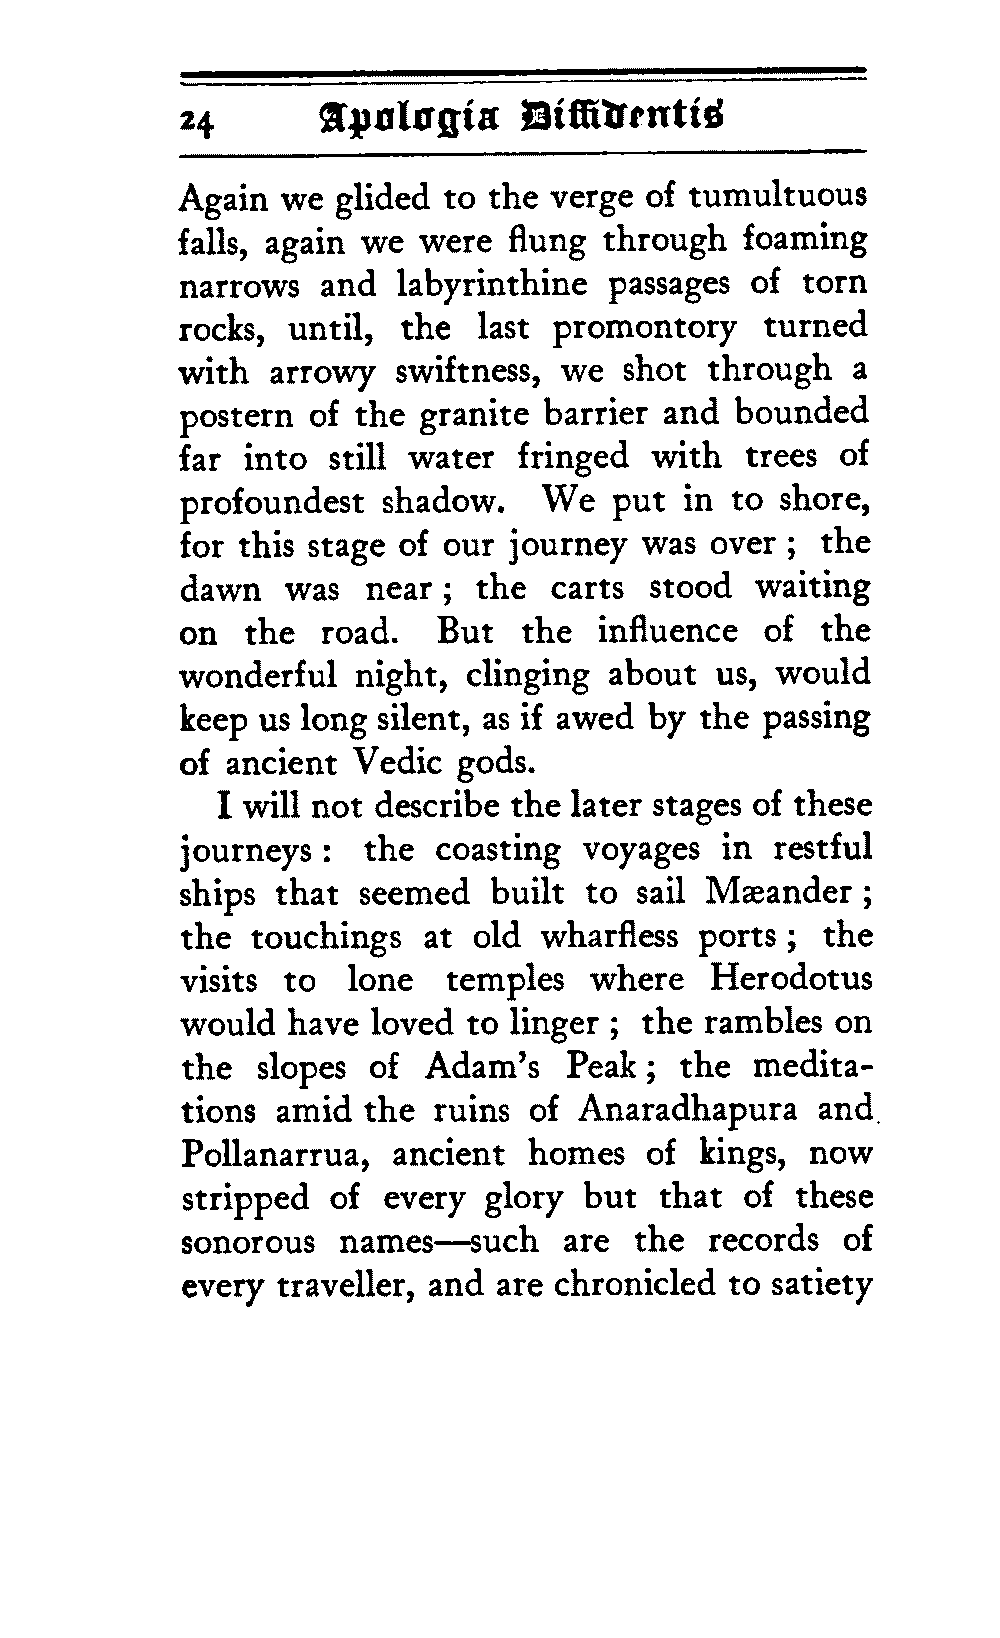 24 Apologia Diffidentis
Again we glided to the verge of tumultuous
falls, again we were flung through foaming
narrows and labyrinthine passages of torn
rocks, until, the last promontory turned
with arrowy swiftness, we shot through a
postern of the granite barrier and bounded
far into still water fringed with trees of
profoundest shadow. We put in to shore,
for this stage of our journey was over ; the
dawn was near ; the carts stood waiting
on the road. But the influence of the
wonderful night, clinging about us, would
keep us long silent, as if awed by the passing
of ancient Vedic gods.
I will not describe the later stages of these
journeys : the coasting voyages in restful
ships that seemed built to sail Mæander ;
the touchings at old wharfless ports ; the
visits to lone temples where Herodotus
would have loved to linger ; the rambles on
the slopes of Adam's Peak ; the medita-
tions amid the ruins of Anaradhapura and
Pollanarrua, ancient homes of kings, now
stripped of every glory but that of these
sonorous names—such are the records of
every traveller, and are chronicled to satiety